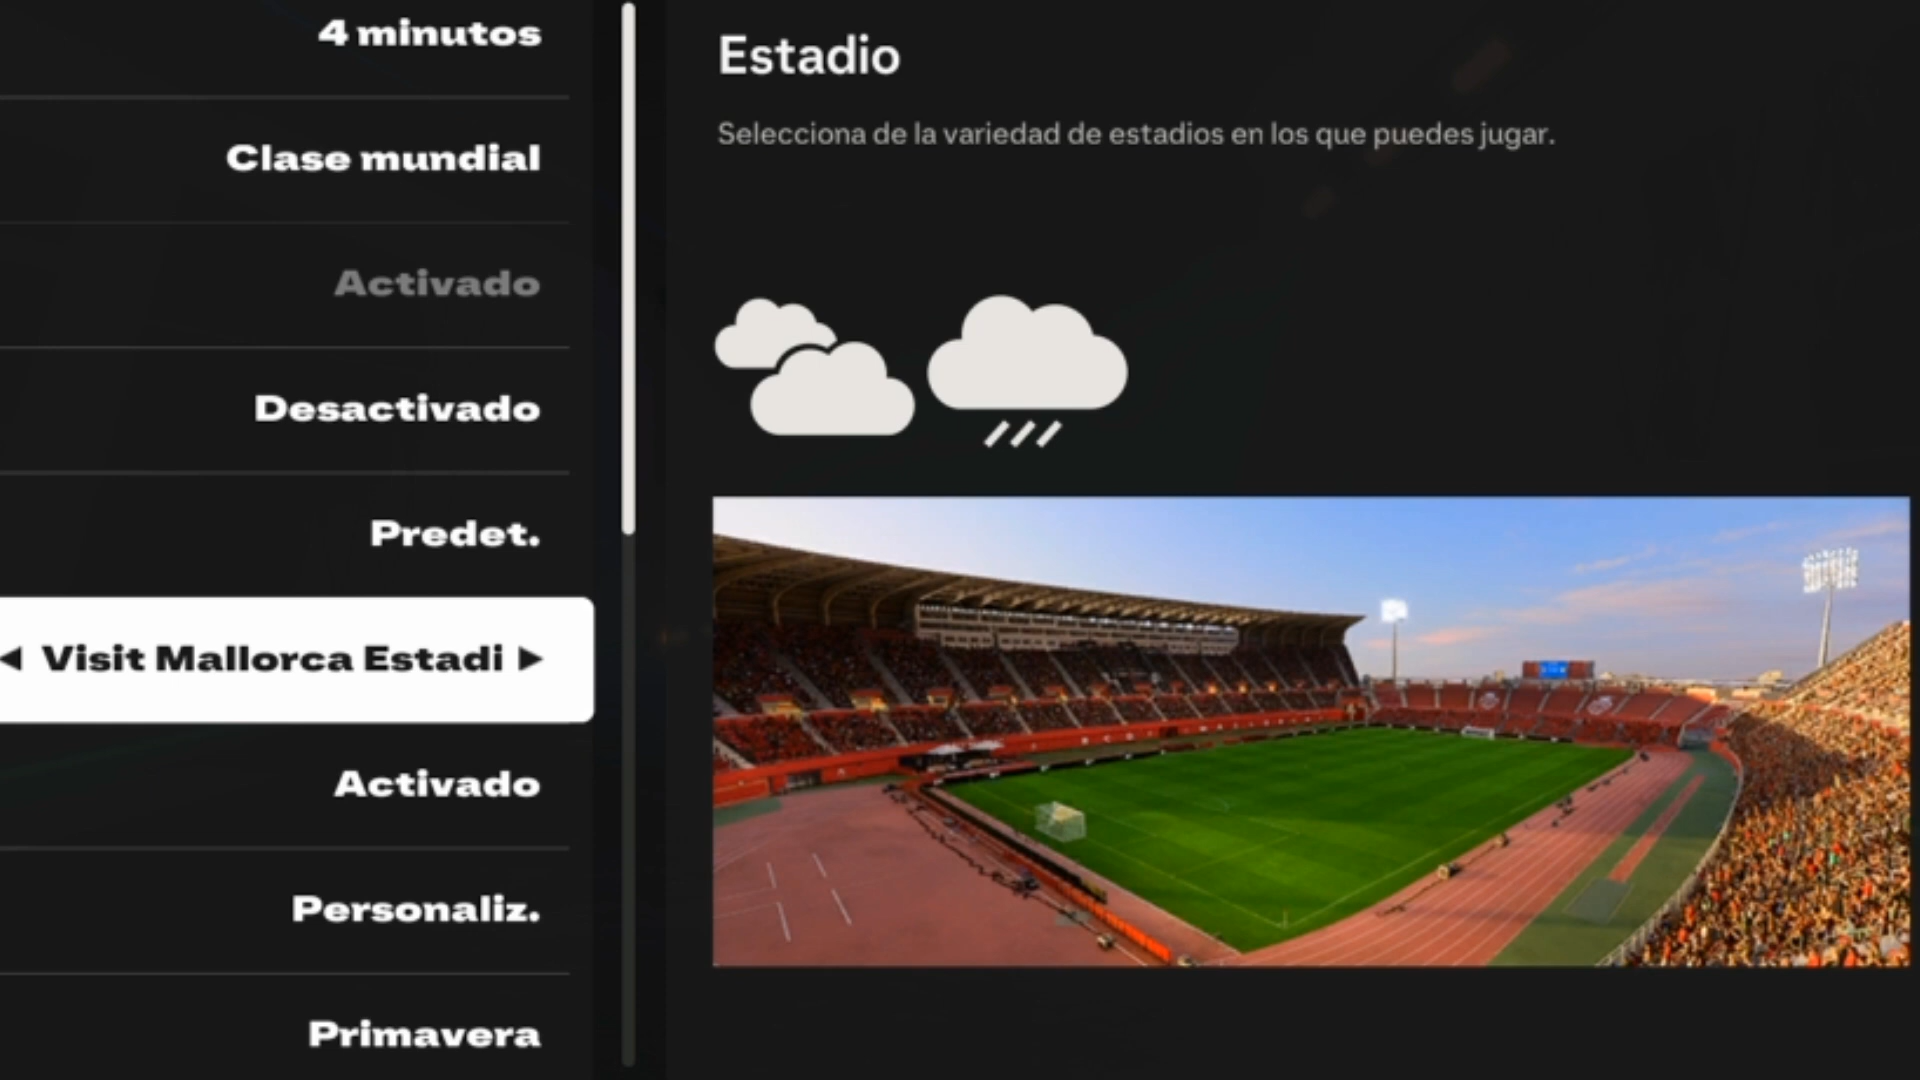 4 minutos
Clase mundial
Activado
Desactivado
Predet.
Visit Mallorca Estadi
Activado
Personaliz.
Primavera
Estadio
Selecciona de la variedad de estadios en los que puedes jugar.